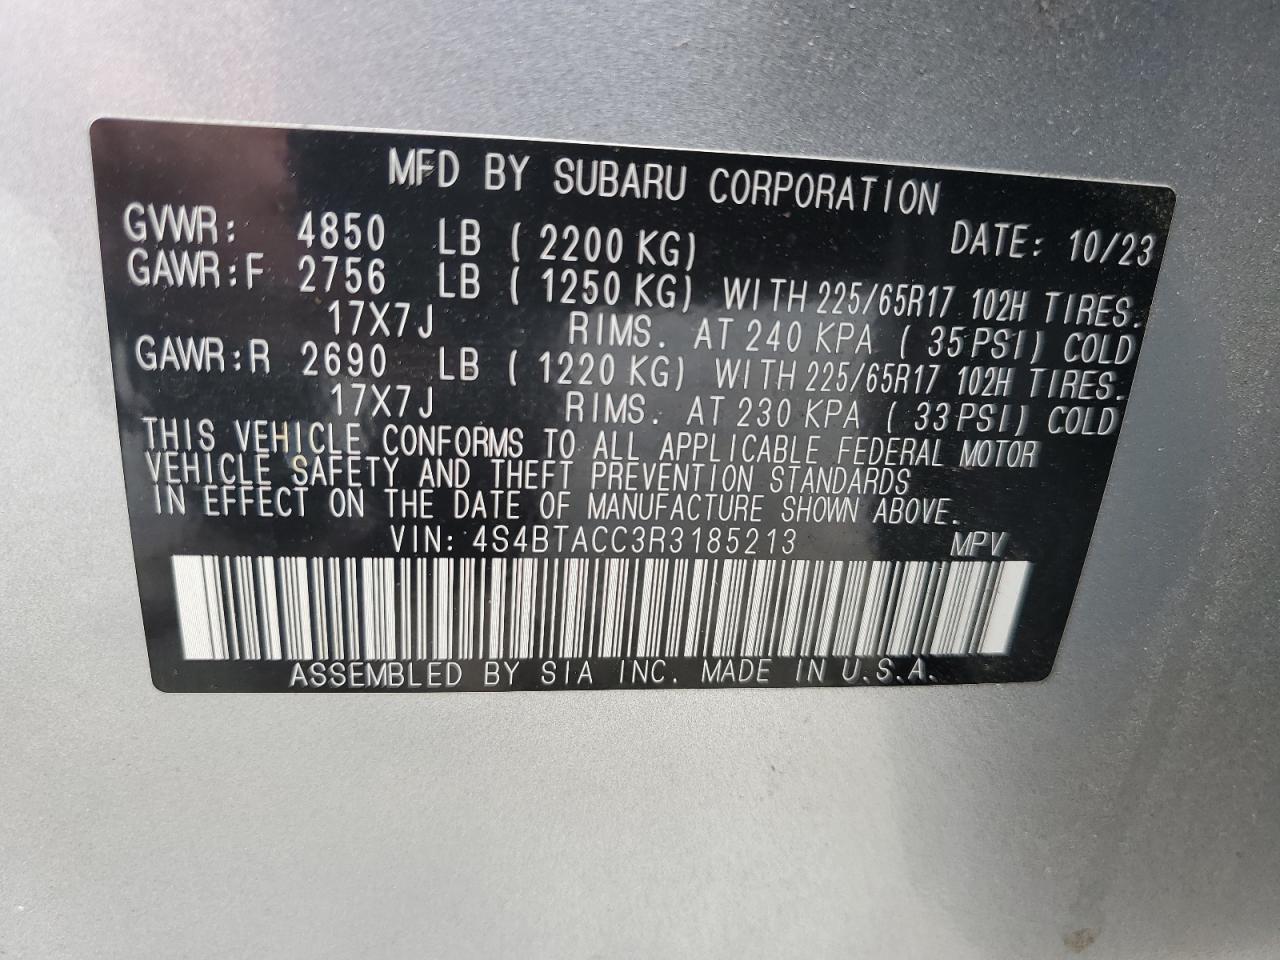 MFD BY SUBARU CORPORATION
GVWR: 4850 LB ( 2200 KG) DATE: 10/23
GAWR:F 2756 LB ( 1250 KG) WITH 225/65R17 102H TIRES.
17X7J RIMS. AT 240 KPA ( 35 PSI) COLD
GAWR:R 2690 LB ( 1220 KG) WITH 225/65R17 102H TIRES.
17X7J RIMS. AT 230 KPA ( 33 PSI) COLD
THIS VEHICLE CONFORMS TO ALL APPLICABLE FEDERAL MOTOR
VEHICLE SAFETY AND THEFT PREVENTION STANDARDS
IN EFFECT ON THE DATE OF MANUFACTURE SHOWN ABOVE.
VIN: 4S4BTACC3R3185213 MPV
ASSEMBLED BY SIA INC. MADE IN U.S.A.